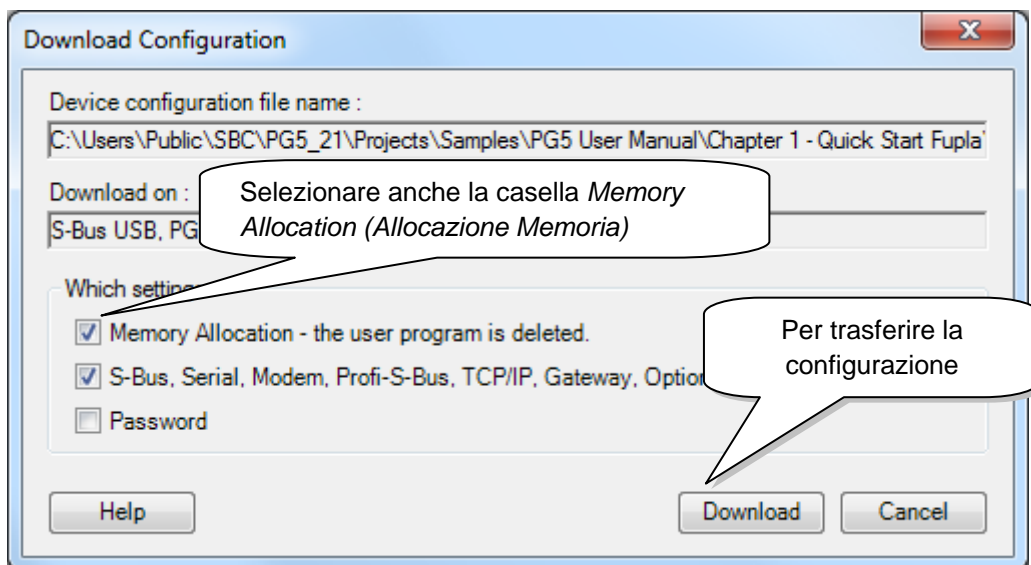 Download Configuration
Device configuration file name :
C:\Users\Public\SBC\PG5_21\Projects\Samples\PG5 User Manual\Chapter 1 - Quick Start Fupla
Download on :
S-Bus USB, PG
Selezionare anche la casella Memory
Allocation (Allocazione Memoria)
Which
Memory Allocation - the user program is deleted.
S-Bus, Serial, Modem, Profi-S-Bus, TCP/IP, Gateway,
Password
Per trasferire la
configurazione
Help
Download
Cancel